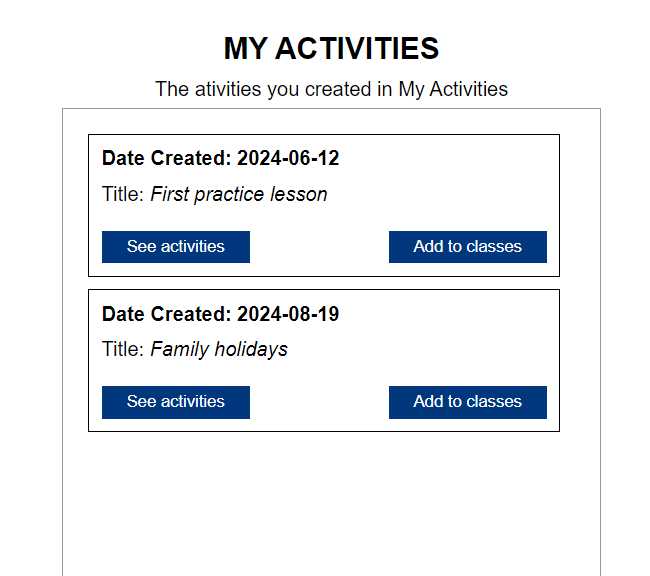 MY ACTIVITIES
The ativities you created in My Activities
Date Created: 2024-06-12
Title: First practice lesson
See activities
Add to classes
Date Created: 2024-08-19
Title: Family holidays
See activities
Add to classes